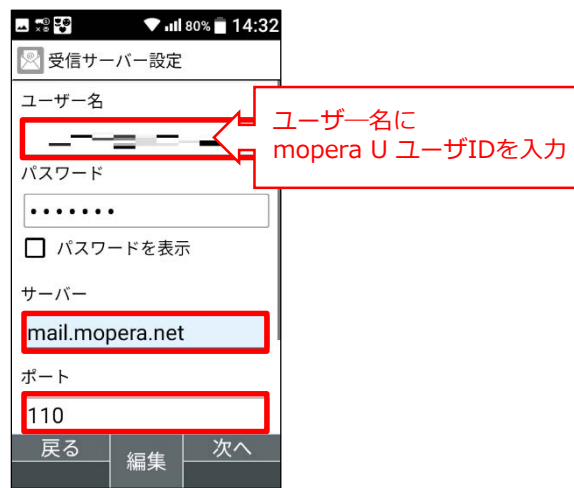 80% 14:32
受信サーバー設定
ユーザー名
ユーザ―名に
mopera U ユーザIDを入力
パスワード
•••••••
パスワードを表示
サーバー
mail.mopera.net
ポート
110
戻る 編集 次へ